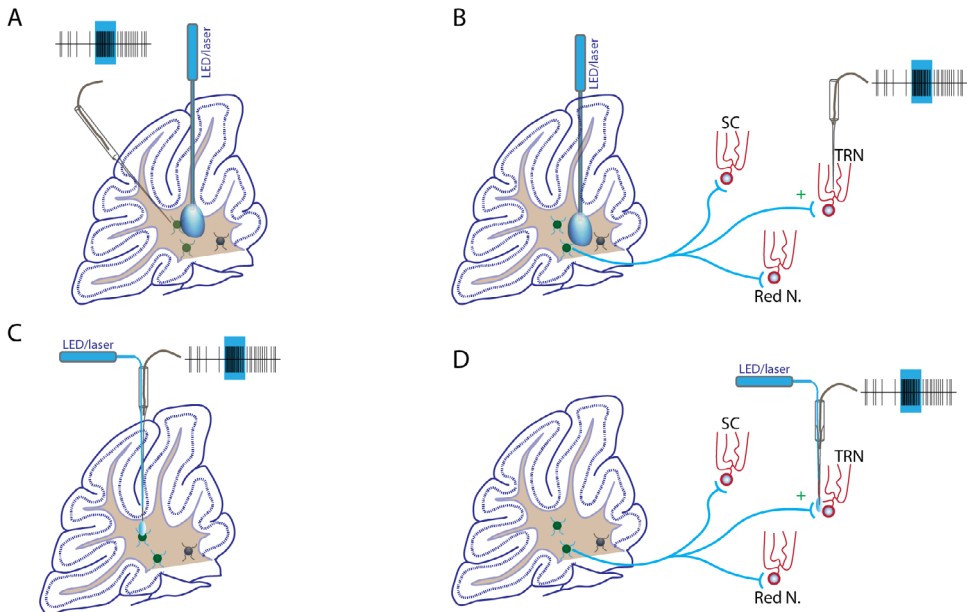 A
LED/laser
B
LED/laser
SC
TRN
+
Red N.
C
LED/laser
D
LED/laser
SC
TRN
+
Red N.